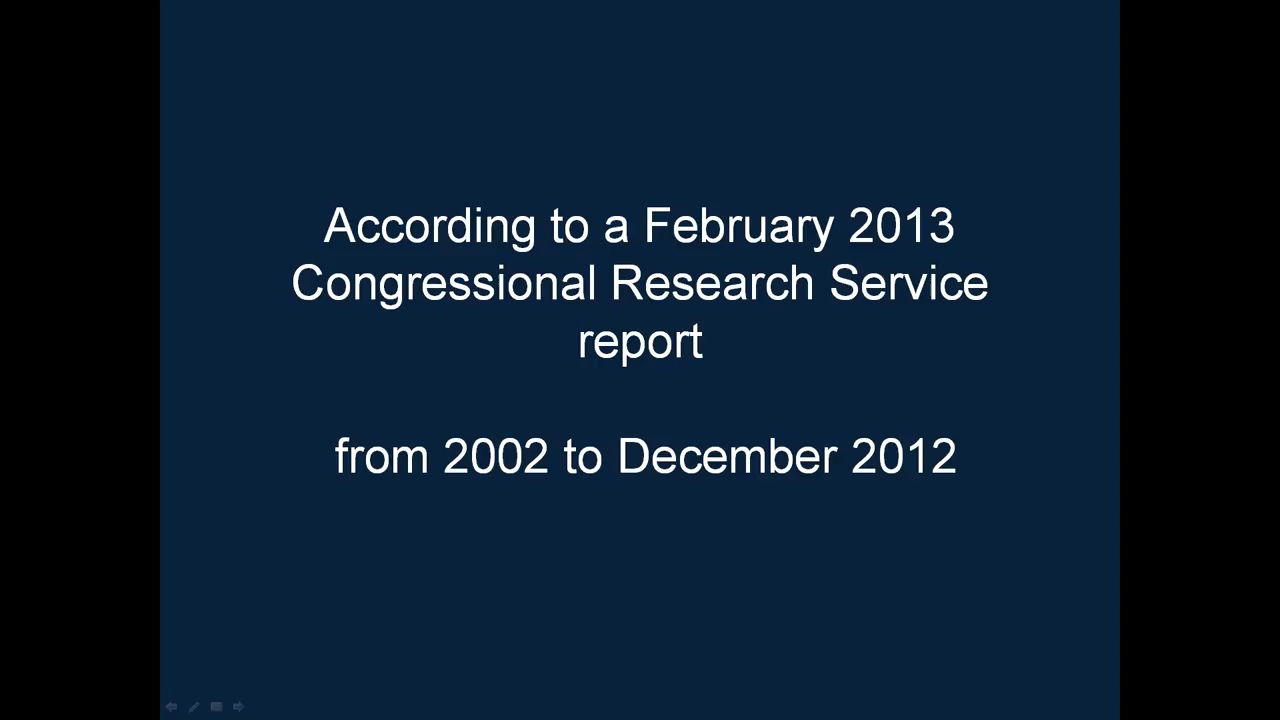 According to a February 2013
Congressional Research Service
report
from 2002 to December 2012